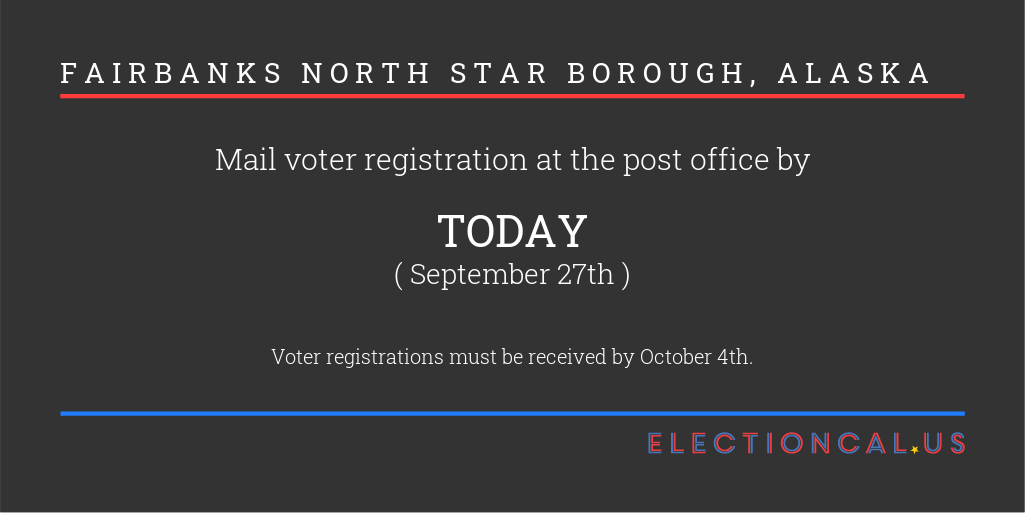 FAIRBANKS NORTH STAR BOROUGH, ALASKA
Mail voter registration at the post office by
TODAY
( September 27th )
Voter registrations must be received by October 4th.
ELECTIONCAL.US